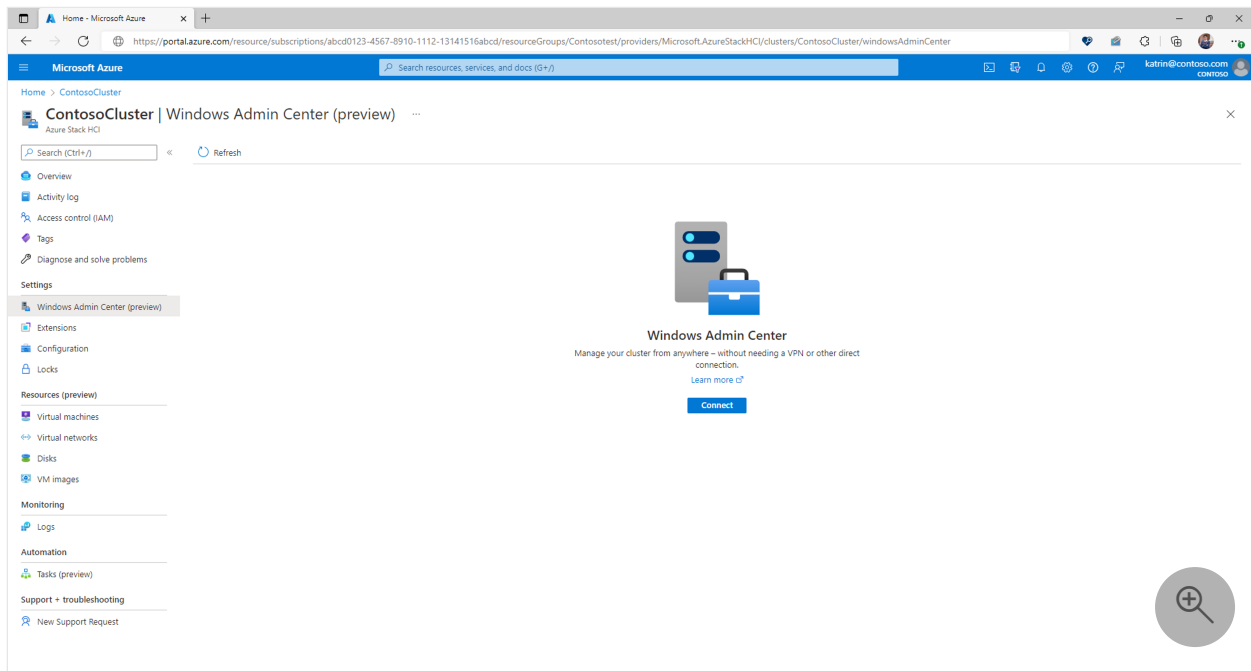 Home - Microsoft Azure
https://portal.azure.com/resource/subscriptions/abcd0123-4567-8910-1112-13141516abcd/resourceGroups/Contosotest/providers/Microsoft.AzureStackHCI/clusters/ContosoCluster/windowsAdminCenter
Microsoft Azure
Search resources, services, and docs (G+/)
katrin@contoso.com
CONTOSO
Home > ContosoCluster
ContosoCluster | Windows Admin Center (preview) ...
Azure Stack HCI
Search (Ctrl+/)
«
Refresh
Overview
Activity log
Access control (IAM)
Tags
Diagnose and solve problems
Settings
Windows Admin Center (preview)
Extensions
Configuration
Locks
Resources (preview)
Virtual machines
Virtual networks
Disks
VM images
Monitoring
Logs
Automation
Tasks (preview)
Support + troubleshooting
New Support Request
Windows Admin Center
Manage your cluster from anywhere – without needing a VPN or other direct
connection.
Learn more
Connect